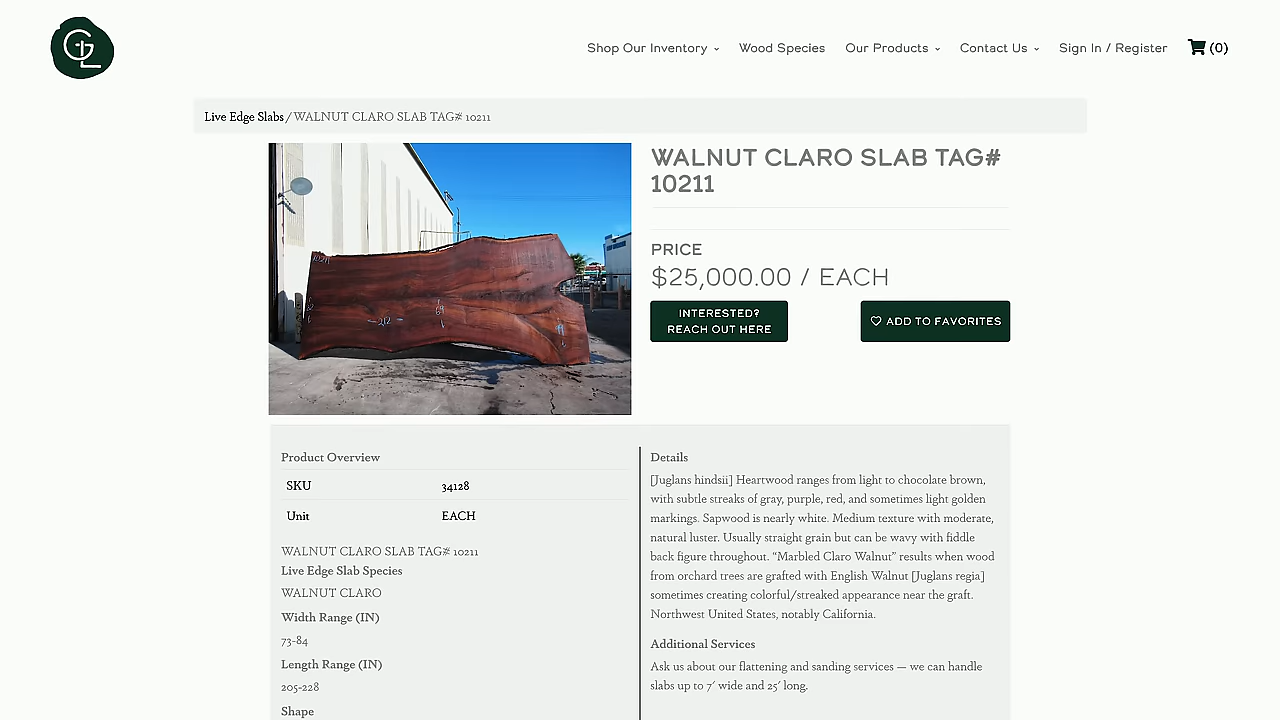 GL
Shop Our Inventory
Wood Species
Our Products
Contact Us
Sign In / Register
(0)
Live Edge Slabs / WALNUT CLARO SLAB TAG# 10211
WALNUT CLARO SLAB TAG#
10211
PRICE
$25,000.00 / EACH
INTERESTED?
REACH OUT HERE
ADD TO FAVORITES
Product Overview
SKU 34128
Unit EACH
WALNUT CLARO SLAB TAG# 10211
Live Edge Slab Species
WALNUT CLARO
Width Range (IN)
73-84
Length Range (IN)
205-228
Shape
Details
[Juglans hindsii] Heartwood ranges from light to chocolate brown,
with subtle streaks of gray, purple, red, and sometimes light golden
markings. Sapwood is nearly white. Medium texture with moderate,
natural luster. Usually straight grain but can be wavy with fiddle
back figure throughout. “Marbled Claro Walnut” results when wood
from orchard trees are grafted with English Walnut [Juglans regia]
sometimes creating colorful/streaked appearance near the graft.
Northwest United States, notably California.
Additional Services
Ask us about our flattening and sanding services — we can handle
slabs up to 7′ wide and 25′ long.